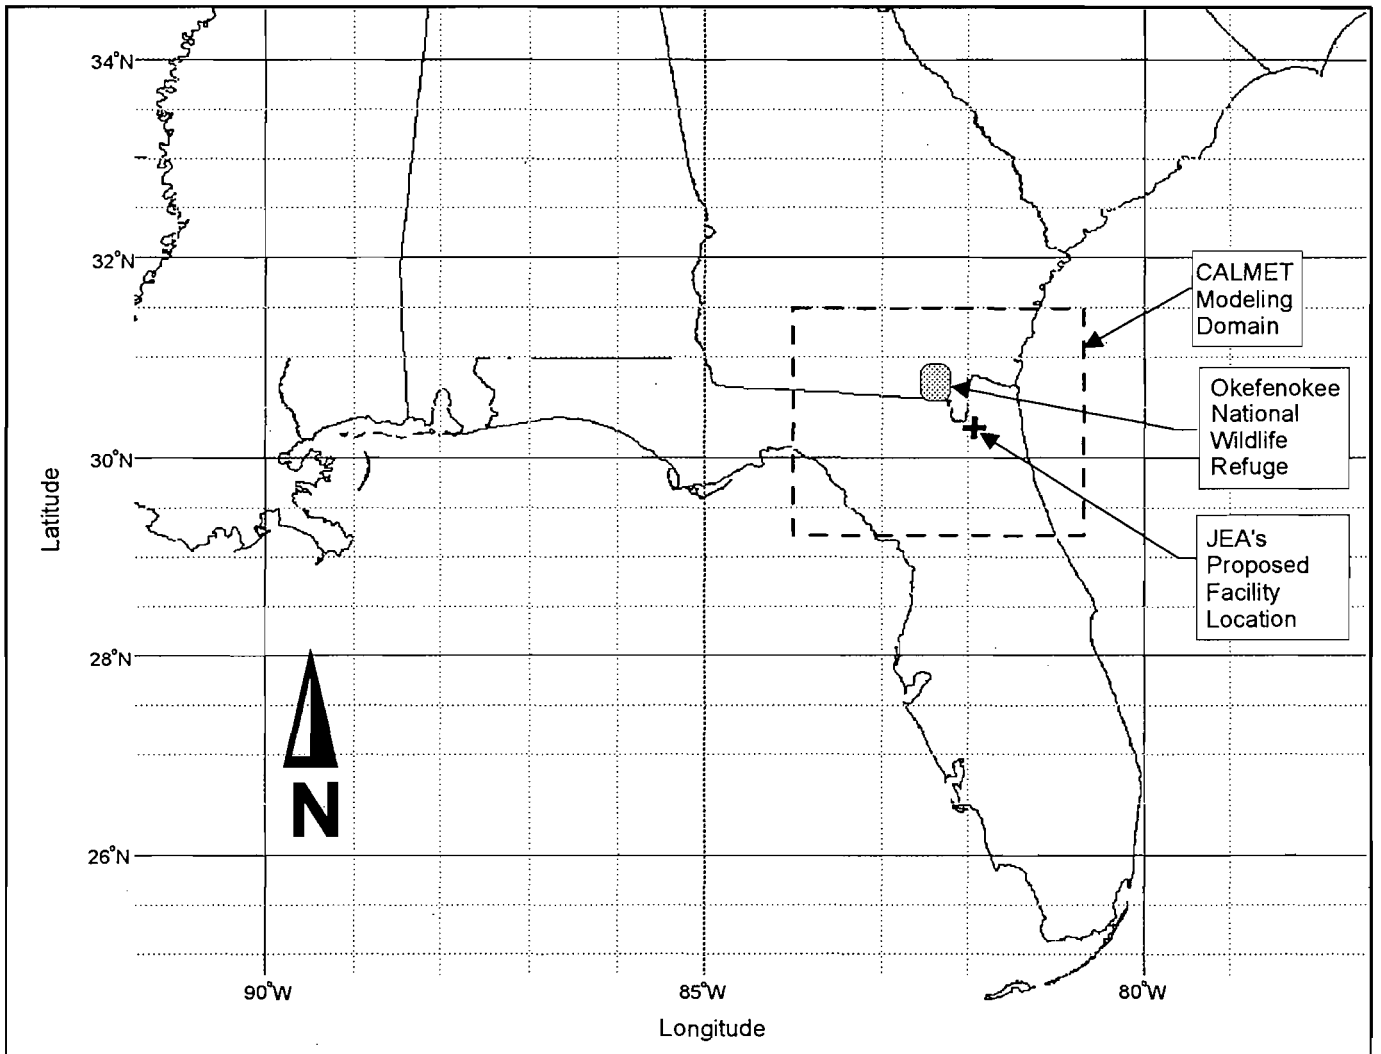 34°N
32°N
30°N
28°N
26°N
Latitude
CALMET
Modeling
Domain
Okefenokee
National
Wildlife
Refuge
JEA's
Proposed
Facility
Location
N
90°W
85°W
80°W
Longitude